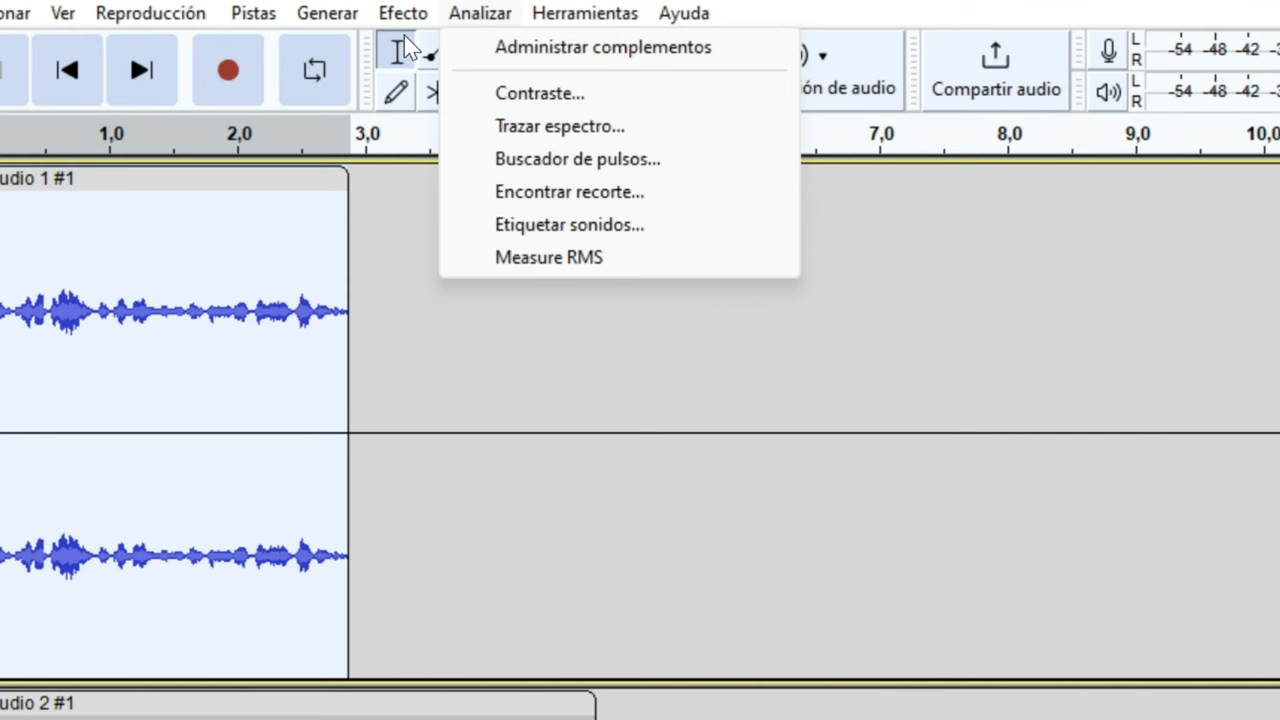 onar Ver Reproducción Pistas Generar Efecto Analizar Herramientas Ayuda
Administrar complementos
Contraste...
Trazar espectro...
Buscador de pulsos...
Encontrar recorte...
Etiquetar sonidos...
Measure RMS
ón de audio
Compartir audio
L -54 -48 -42 -3
R
L -54 -48 -42 -3
R
1,0 2,0 3,0 7,0 8,0 9,0 10,0
udio 1 #1
udio 2 #1